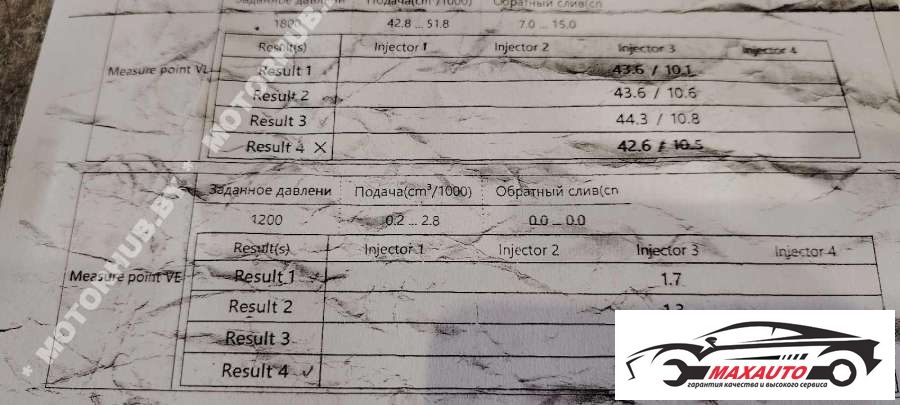 Заданное давлени Подача(cm³/1000) Обратный слив(cn
1800 42.8 ... 51.8 7.0 ... 15.0
Measure point VL
Result(s) Injector 1 Injector 2 Injector 3 Injector 4
Result 1 43.6 / 10.1
Result 2 43.6 / 10.6
Result 3 ✓ 44.3 / 10.8
Result 4 ✕ 42.6 / 10.5
Заданное давлени Подача(cm³/1000) Обратный слив(cn
1200 0.2 ... 2.8 0.0 ... 0.0
Measure point VE
Result(s) Injector 1 Injector 2 Injector 3 Injector 4
Result 1 1.7
Result 2
Result 3
Result 4 ✓
* MOTORHUB.BY * MOTORHUB
MAXAUTO
гарантия качества и высокого сервиса